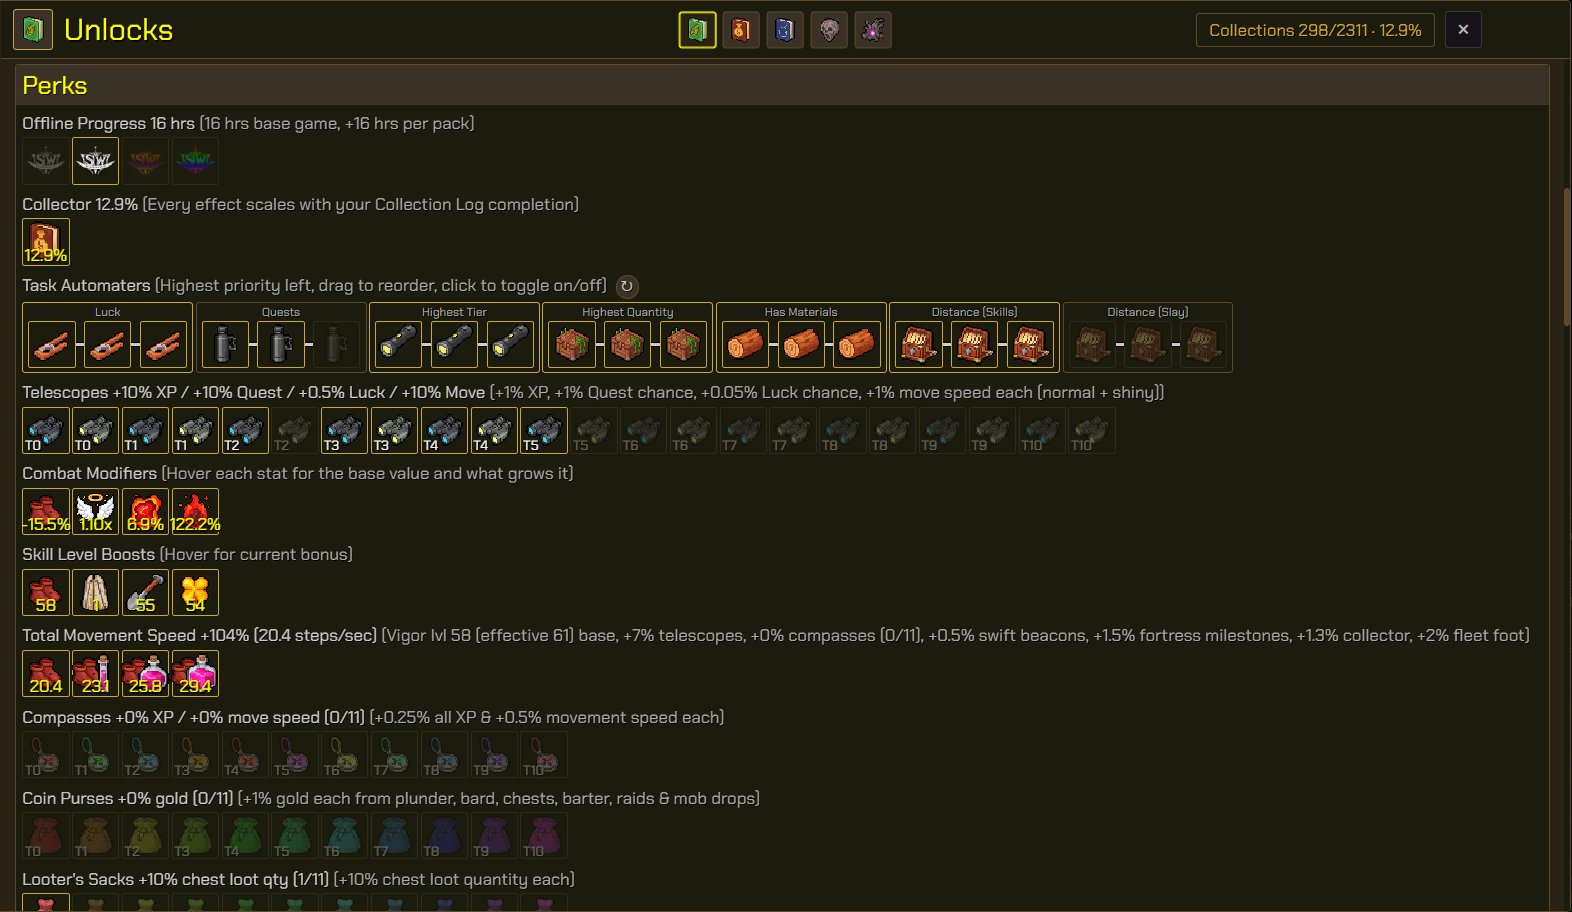 Unlocks
Collections 298/2311 · 12.9%
Perks
Offline Progress 16 hrs (16 hrs base game, +16 hrs per pack)
Collector 12.9% (Every effect scales with your Collection Log completion)
12.9%
Task Automaters (Highest priority left, drag to reorder, click to toggle on/off)
Luck Quests Highest Tier Highest Quantity Has Materials Distance (Skills) Distance (Slay)
Telescopes +10% XP / +10% Quest / +0.5% Luck / +10% Move (+1% XP, +1% Quest chance, +0.05% Luck chance, +1% move speed each (normal + shiny))
T0 T0 T1 T1 T2 T2 T3 T3 T4 T4 T5 T5 T6 T6 T7 T7 T8 T8 T9 T9 T10 T10
Combat Modifiers (Hover each stat for the base value and what grows it)
-15.5% 1.10x 6.9% 122.2%
Skill Level Boosts (Hover for current bonus)
58 1 55 54
Total Movement Speed +104% (20.4 steps/sec) (Vigor lvl 58 (effective 61) base, +7% telescopes, +0% compasses (0/11), +0.5% swift beacons, +1.5% fortress milestones, +1.3% collector, +2% fleet foot)
20.4 23.1 25.8 29.4
Compasses +0% XP / +0% move speed (0/11) (+0.25% all XP & +0.5% movement speed each)
T0 T1 T2 T3 T4 T5 T6 T7 T8 T9 T10
Coin Purses +0% gold (0/11) (+1% gold each from plunder, bard, chests, barter, raids & mob drops)
T0 T1 T2 T3 T4 T5 T6 T7 T8 T9 T10
Looter's Sacks +10% chest loot qty (1/11) (+10% chest loot quantity each)